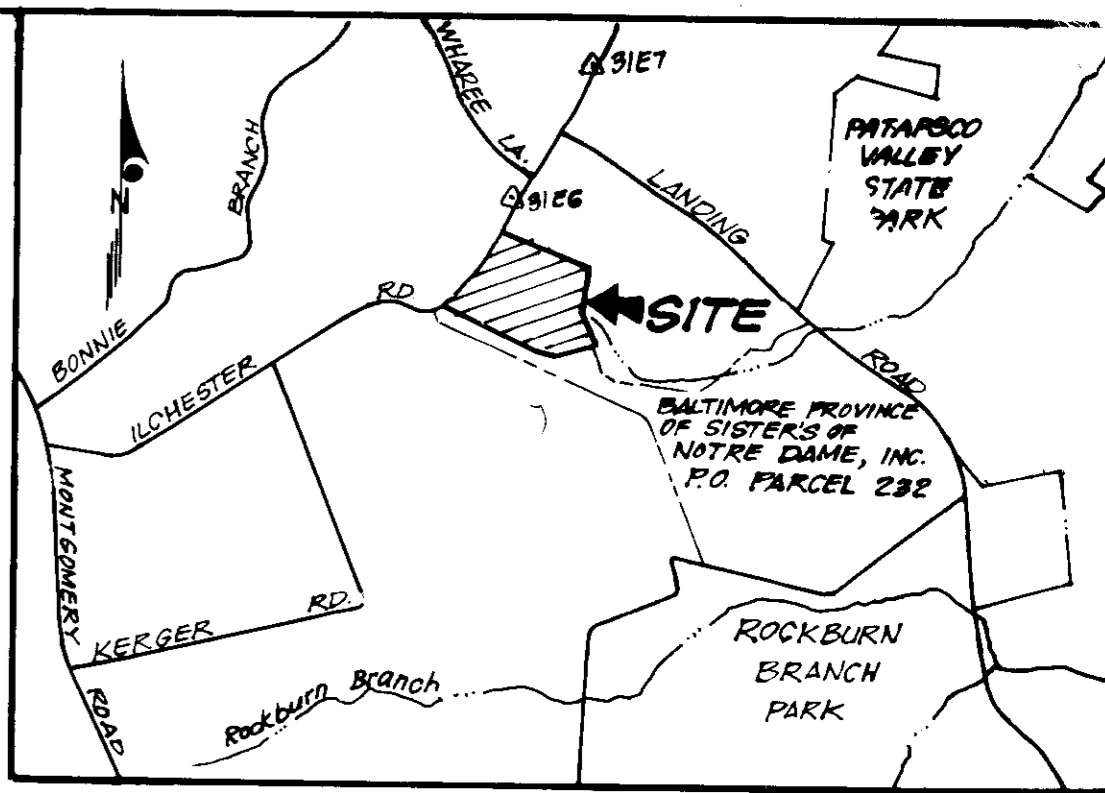 WHAREE LA.
31E7
31E6
N
BONNIE BRANCH
LANDING ROAD
PATAPSCO
VALLEY
STATE
PARK
SITE
ILCHESTER RD
BALTIMORE PROVINCE
OF SISTER'S OF
NOTRE DAME, INC.
P.O. PARCEL 232
MONTGOMERY ROAD
KERGER RD.
Rockburn Branch
ROCKBURN
BRANCH
PARK